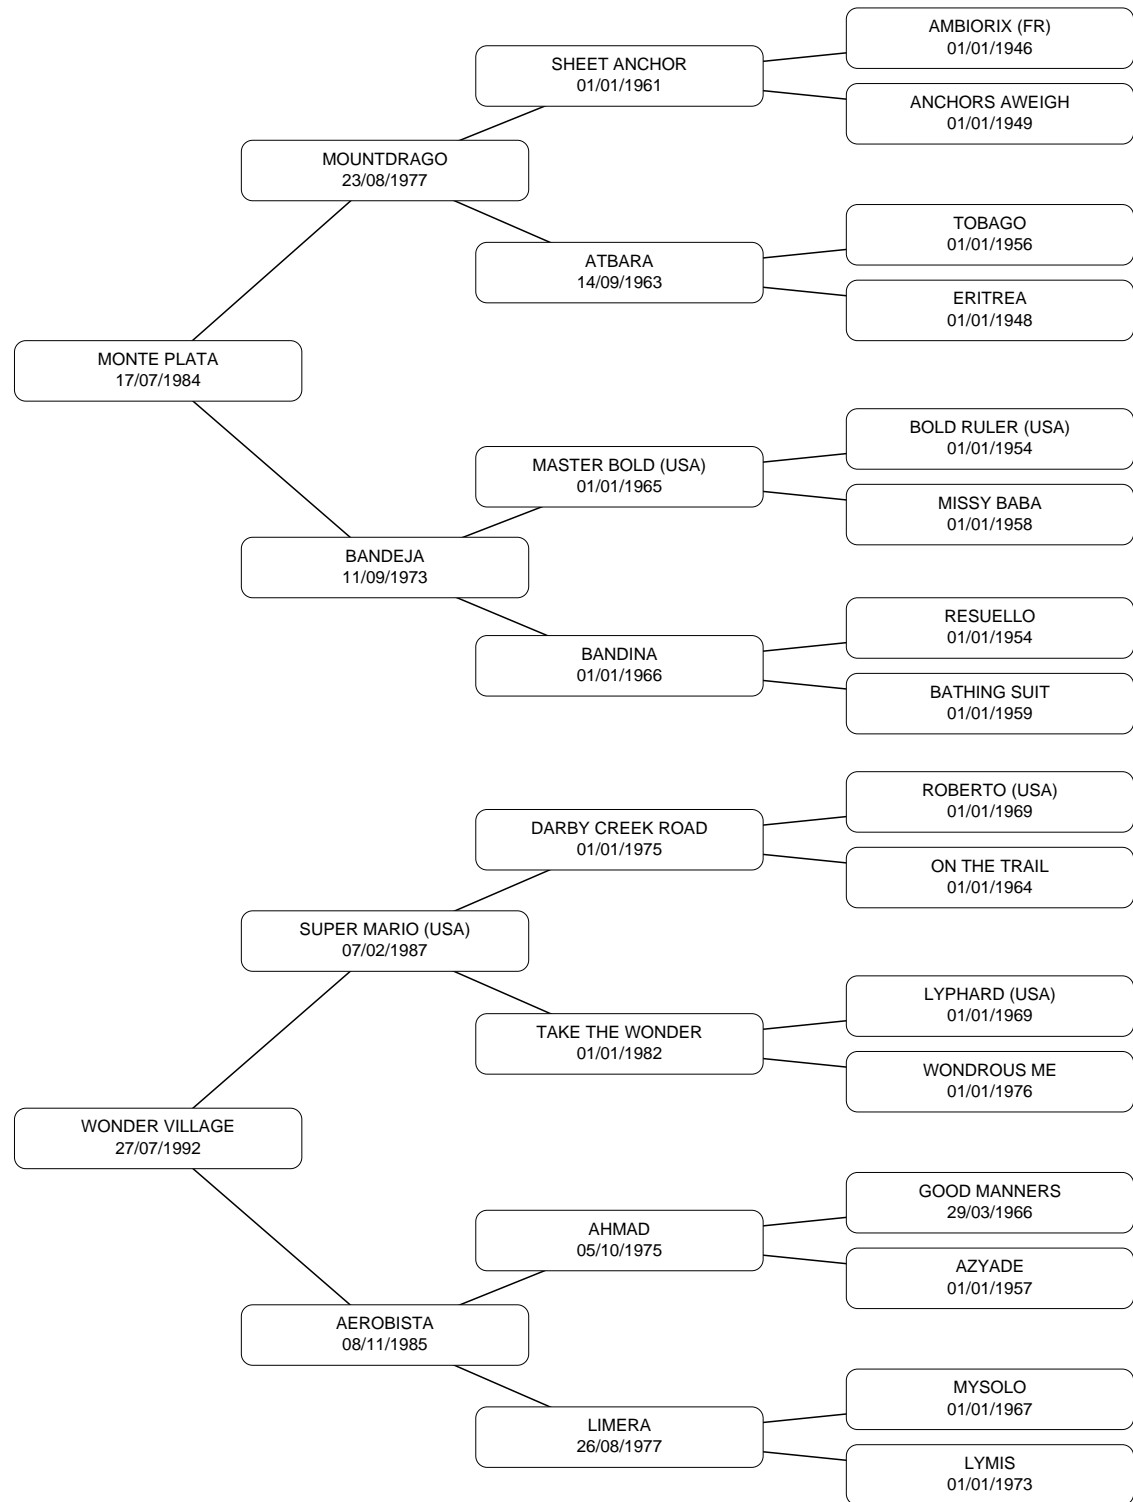 AMBIORIX (FR)
01/01/1946
SHEET ANCHOR
01/01/1961
ANCHORS AWEIGH
01/01/1949
MOUNTDRAGO
23/08/1977
TOBAGO
01/01/1956
ATBARA
14/09/1963
ERITREA
01/01/1948
MONTE PLATA
17/07/1984
BOLD RULER (USA)
01/01/1954
MASTER BOLD (USA)
01/01/1965
MISSY BABA
01/01/1958
BANDEJA
11/09/1973
RESUELLO
01/01/1954
BANDINA
01/01/1966
BATHING SUIT
01/01/1959
ROBERTO (USA)
01/01/1969
DARBY CREEK ROAD
01/01/1975
ON THE TRAIL
01/01/1964
SUPER MARIO (USA)
07/02/1987
LYPHARD (USA)
01/01/1969
TAKE THE WONDER
01/01/1982
WONDROUS ME
01/01/1976
WONDER VILLAGE
27/07/1992
GOOD MANNERS
29/03/1966
AHMAD
05/10/1975
AZYADE
01/01/1957
AEROBISTA
08/11/1985
MYSOLO
01/01/1967
LIMERA
26/08/1977
LYMIS
01/01/1973